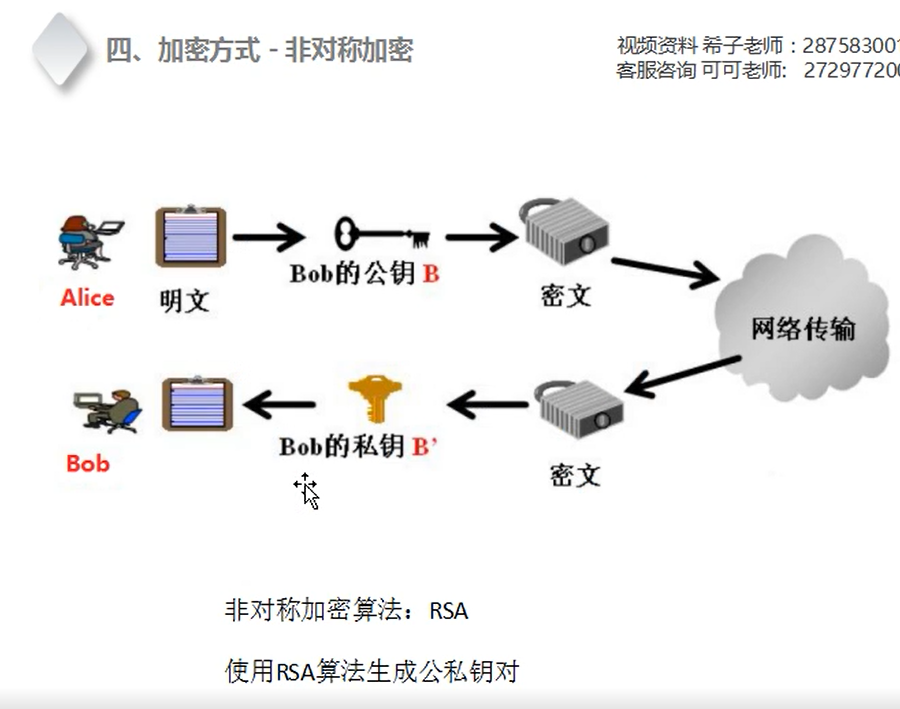 四、加密方式 - 非对称加密
视频资料 希子老师：287583001
客服咨询 可可老师: 272977200
Bob的公钥 B
Alice
明文
密文
网络传输
Bob
Bob的私钥 B'
密文
非对称加密算法：RSA
使用RSA算法生成公私钥对